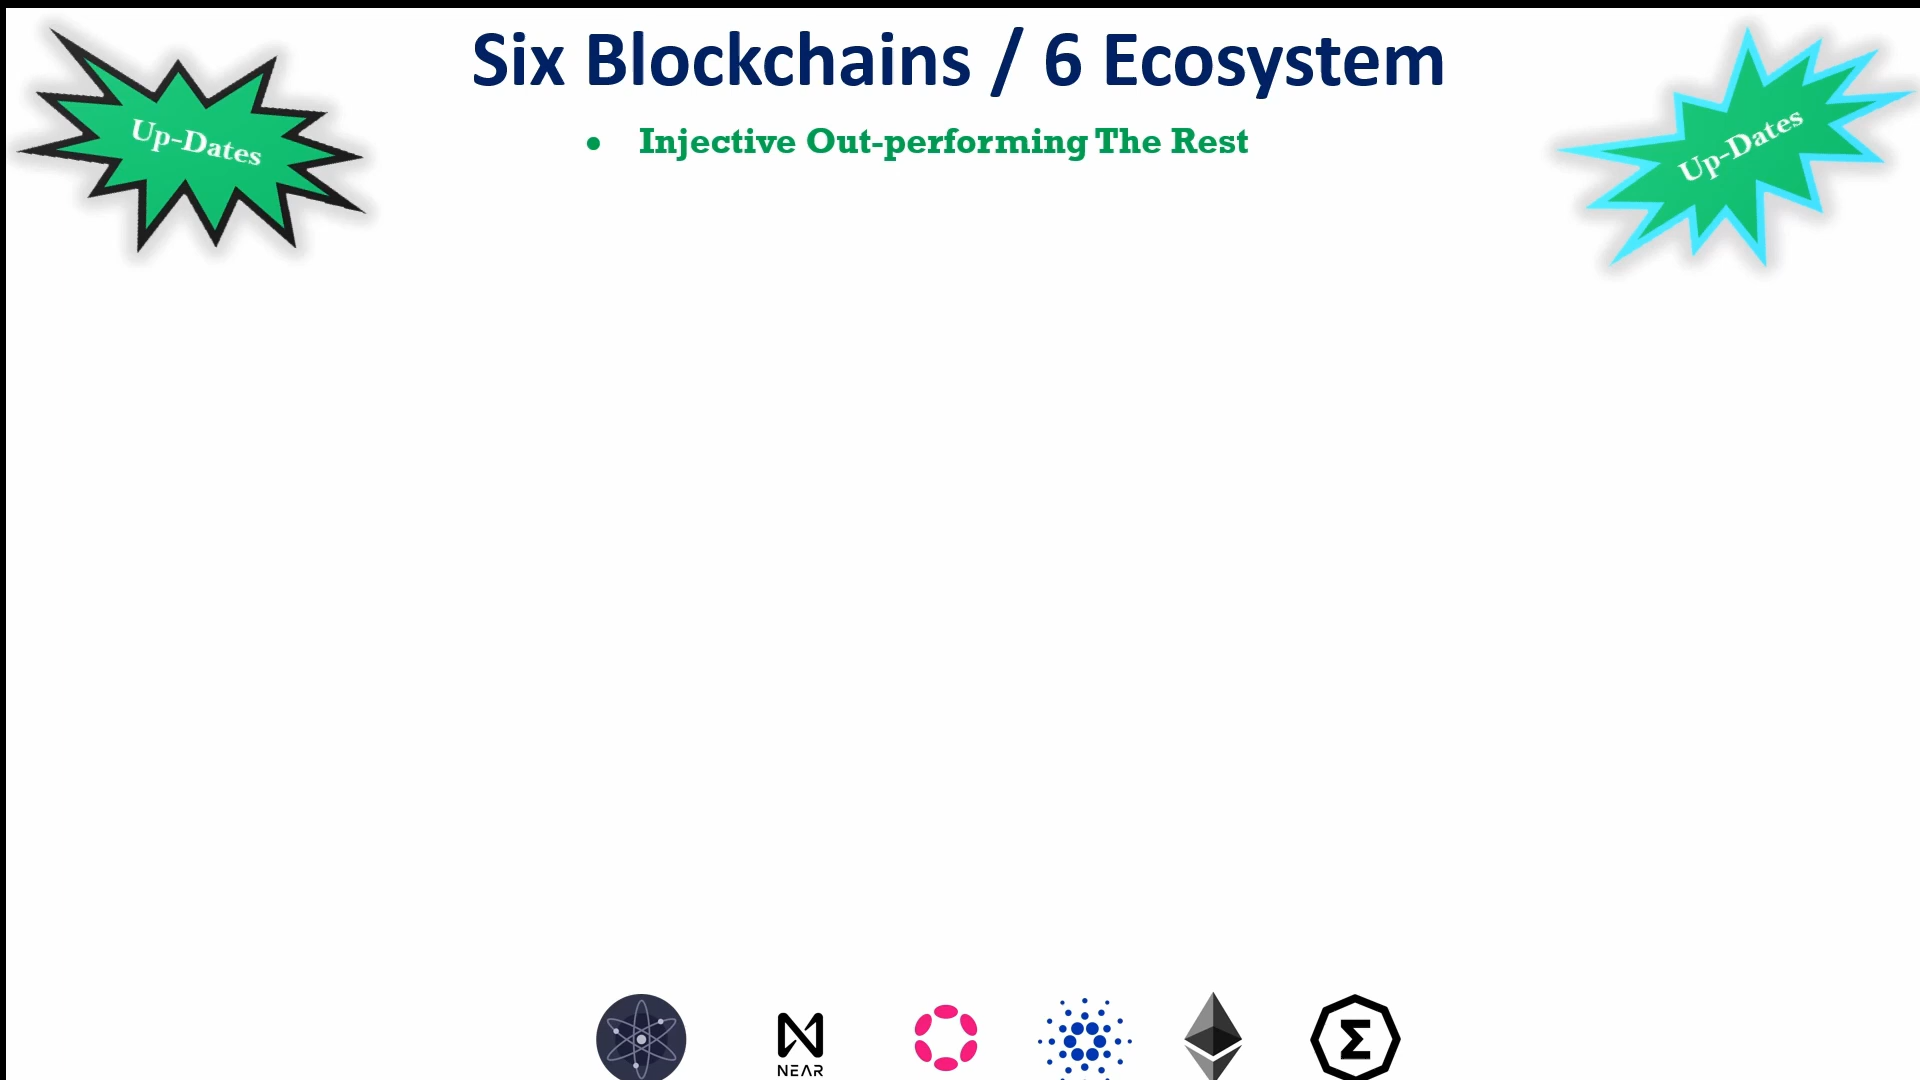 Six Blockchains / 6 Ecosystem
Up-Dates
Up-Dates
• Injective Out-performing The Rest
NEAR
Σ